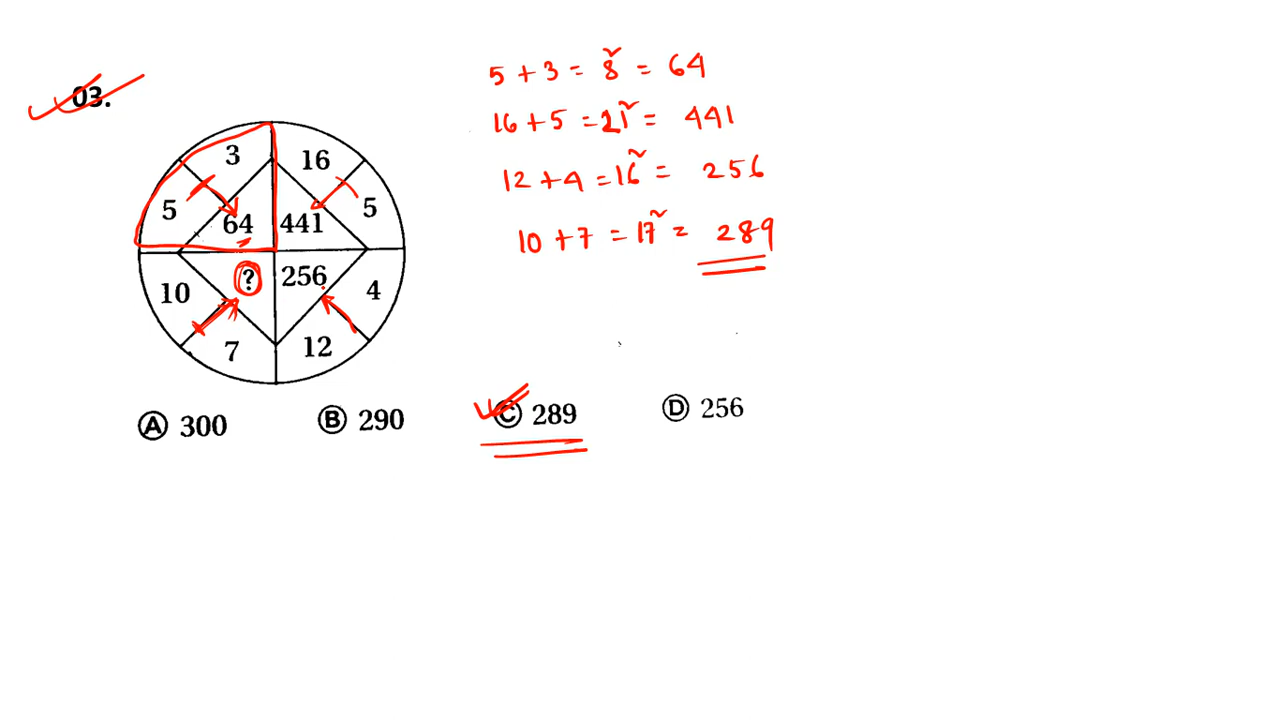 03.
5 + 3 = 8² = 64
16 + 5 = 21² = 441
12 + 4 = 16² = 256
10 + 7 = 17² = 289
3 16
5 64 441 5
10 ? 256 4
7 12
A 300 B 290 C 289 D 256